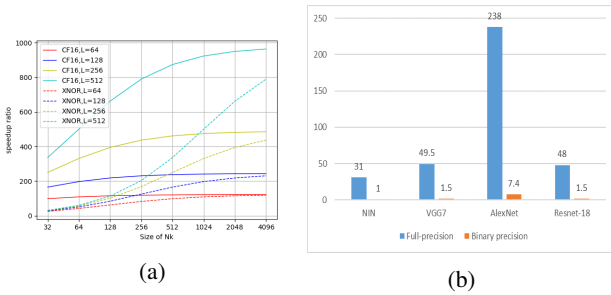 1000
800
600
400
200
0
speedup ratio
CF16,L=64
CF16,L=128
CF16,L=256
CF16,L=512
XNOR,L=64
XNOR,L=128
XNOR,L=256
XNOR,L=512
32 64 128 256 512 1024 2048 4096
Size of Nk
(a)
250
200
150
100
50
0
31 1 49.5 1.5 238 7.4 48 1.5
NIN VGG7 AlexNet Resnet-18
Full-precision Binary precision
(b)